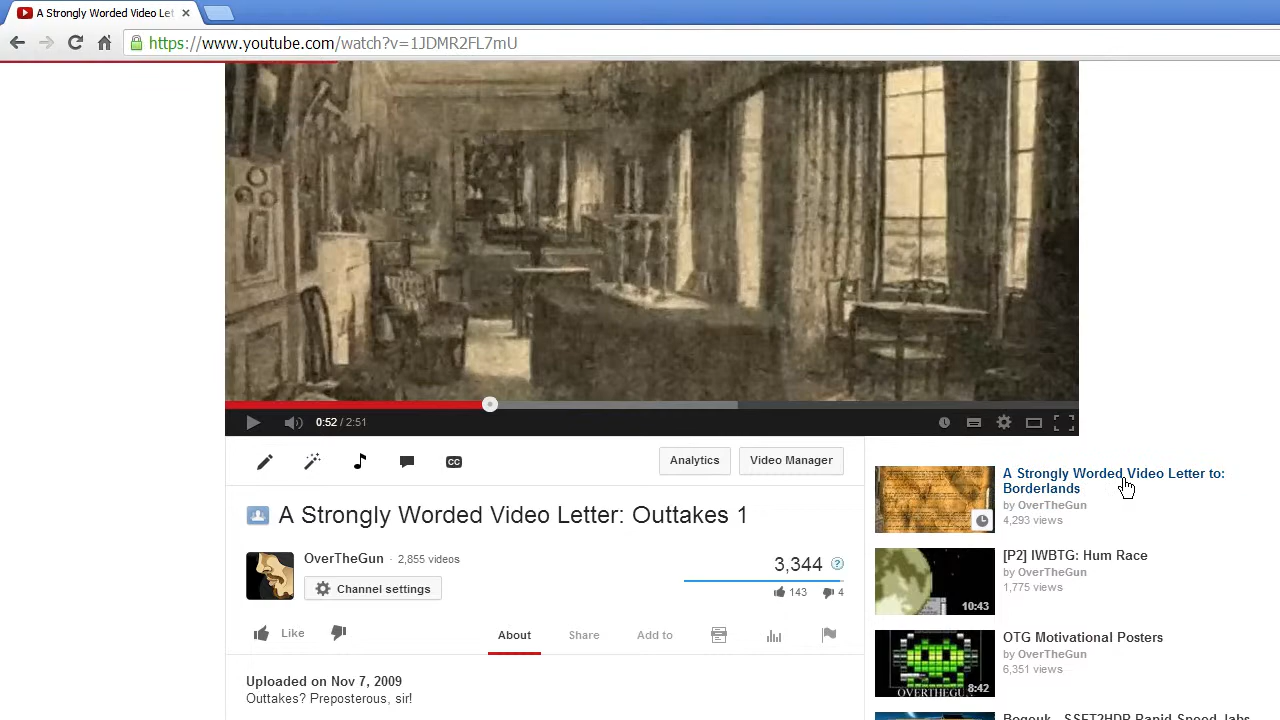 A Strongly Worded Video Let
https://www.youtube.com/watch?v=1JDMR2FL7mU
0:52 / 2:51
CC
Analytics
Video Manager
A Strongly Worded Video Letter: Outtakes 1
OverTheGun · 2,855 videos
Channel settings
3,344 ?
143
4
Like
About
Share
Add to
Uploaded on Nov 7, 2009
Outtakes? Preposterous, sir!
A Strongly Worded Video Letter to:
Borderlands
by OverTheGun
4,293 views
10:43
[P2] IWBTG: Hum Race
by OverTheGun
1,775 views
OVERTHEGUN
8:42
OTG Motivational Posters
by OverTheGun
6,351 views